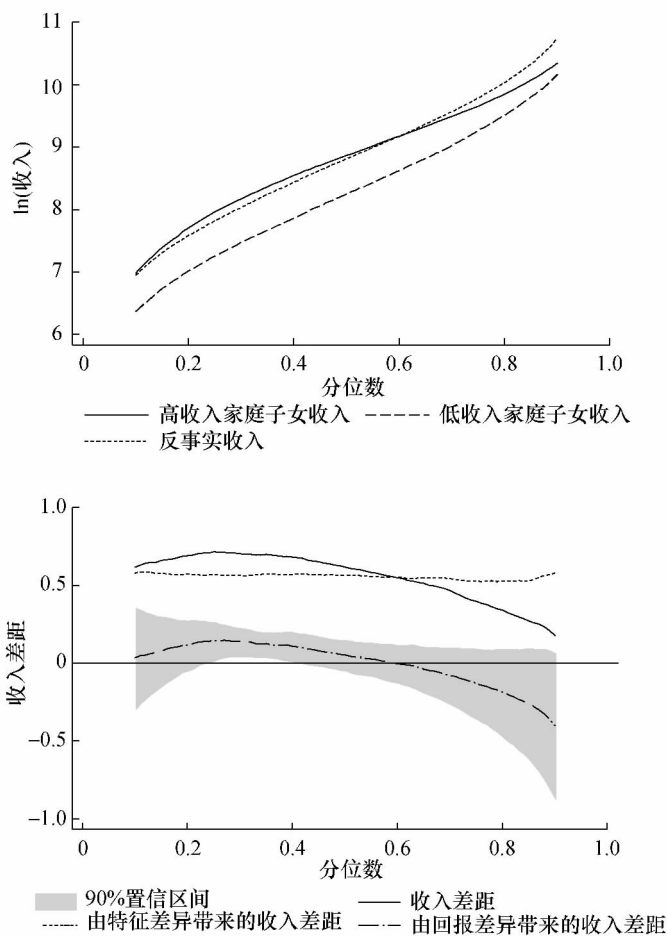 11
10
9
8
7
6
ln(收入)
0 0.2 0.4 0.6 0.8 1.0
分位数
高收入家庭子女收入 低收入家庭子女收入
反事实收入
1.0
0.5
0
−0.5
−1.0
收入差距
0 0.2 0.4 0.6 0.8 1.0
分位数
90%置信区间 收入差距
由特征差异带来的收入差距 由回报差异带来的收入差距